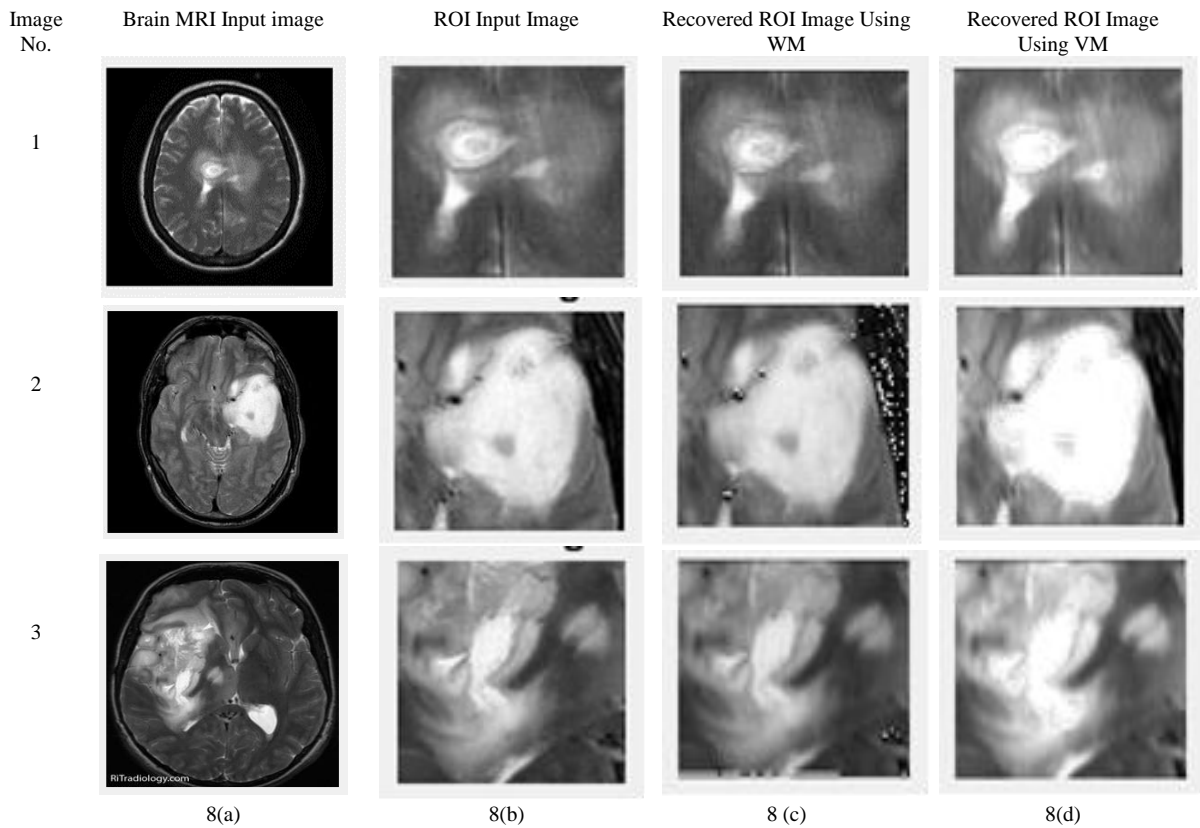 Image No.
Brain MRI Input image
ROI Input Image
Recovered ROI Image Using WM
Recovered ROI Image Using VM
1
2
3
RiTradiology.com
8(a)
8(b)
8 (c)
8(d)